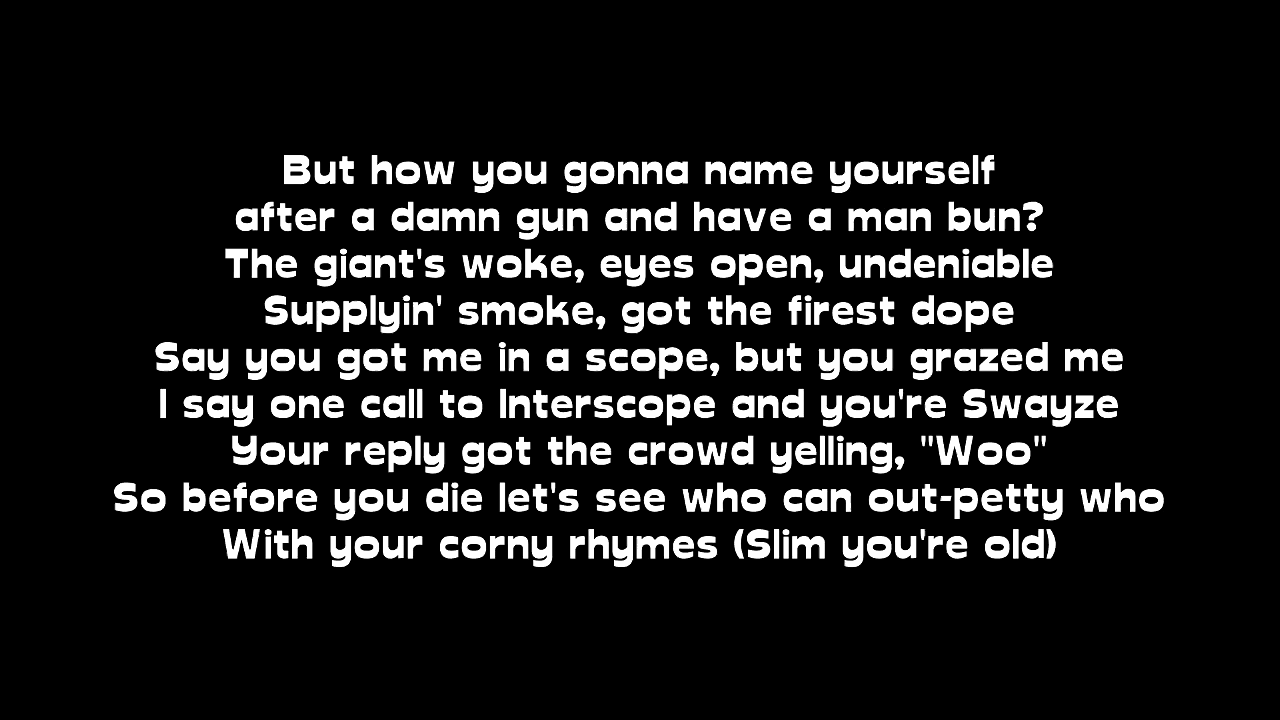 But how you gonna name yourself
after a damn gun and have a man bun?
The giant's woke, eyes open, undeniable
Supplyin' smoke, got the firest dope
Say you got me in a scope, but you grazed me
I say one call to Interscope and you're Swayze
Your reply got the crowd yelling, "Woo"
So before you die let's see who can out-petty who
With your corny rhymes (Slim you're old)